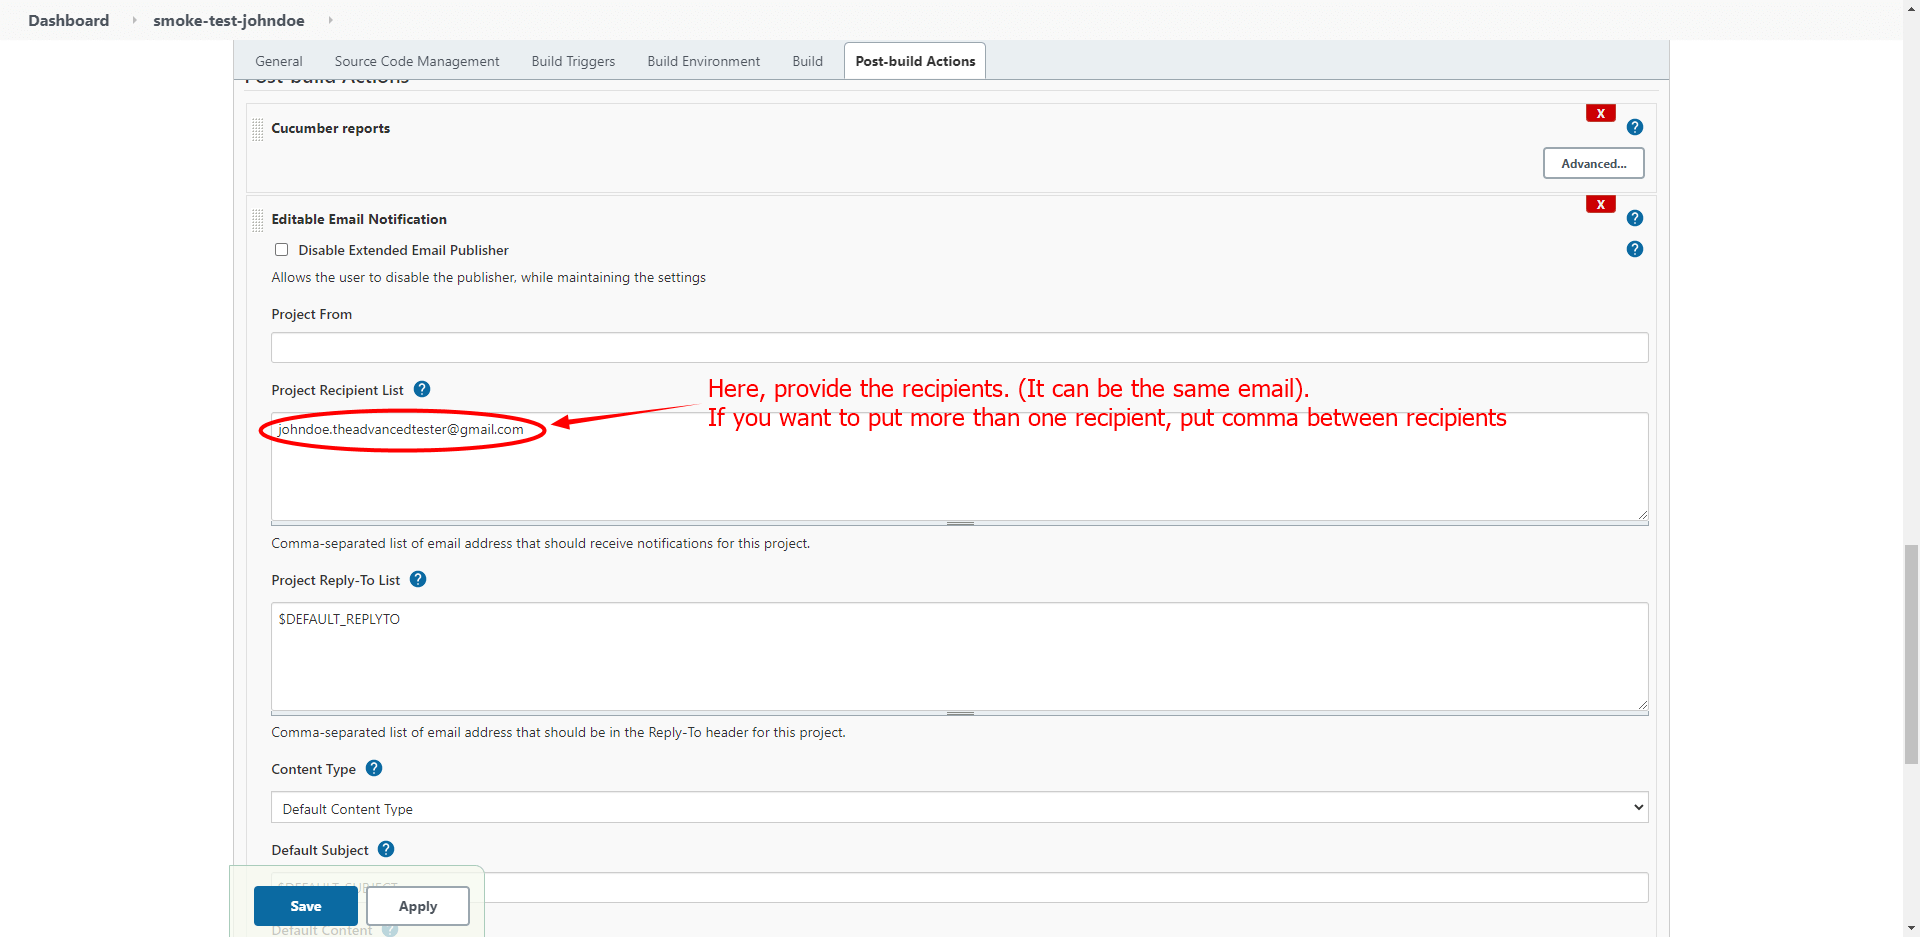 Dashboard smoke-test-johndoe
General Source Code Management Build Triggers Build Environment Build Post-build Actions
Post-build Actions
X
Cucumber reports
?
Advanced...
X
Editable Email Notification
?
Disable Extended Email Publisher
?
Allows the user to disable the publisher, while maintaining the settings
Project From
Project Recipient List ?
Here, provide the recipients. (It can be the same email).
If you want to put more than one recipient, put comma between recipients
johndoe.theadvancedtester@gmail.com
Comma-separated list of email address that should receive notifications for this project.
Project Reply-To List ?
$DEFAULT_REPLYTO
Comma-separated list of email address that should be in the Reply-To header for this project.
Content Type ?
Default Content Type
Default Subject ?
$DEFAULT_SUBJECT
Save Apply
Default Content ?